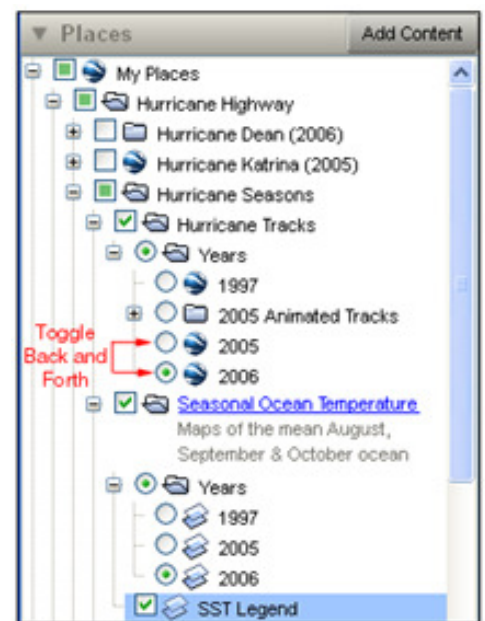 Places Add Content
My Places
Hurricane Highway
Hurricane Dean (2006)
Hurricane Katrina (2005)
Hurricane Seasons
Hurricane Tracks
Years
1997
2005 Animated Tracks
2005
2006
Toggle
Back and
Forth
Seasonal Ocean Temperature
Maps of the mean August,
September & October ocean
Years
1997
2005
2006
SST Legend